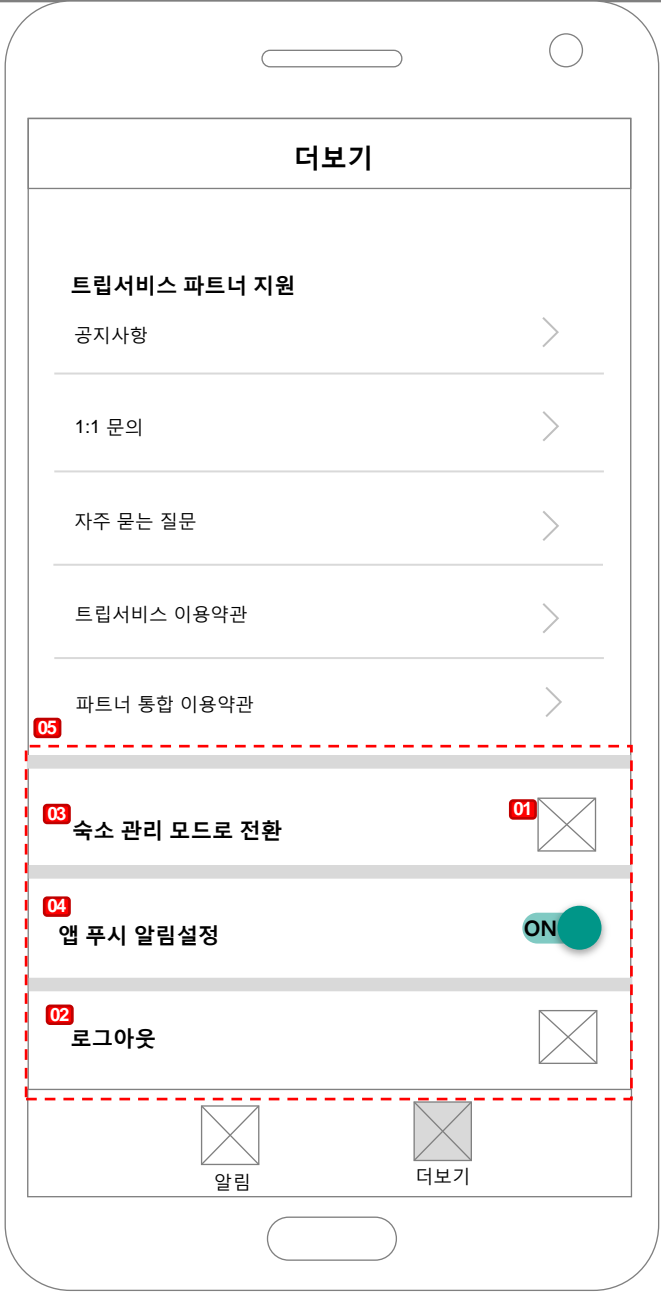 더보기
트립서비스 파트너 지원
공지사항
1:1 문의
자주 묻는 질문
트립서비스 이용약관
파트너 통합 이용약관
05
03
숙소 관리 모드로 전환
01
04
앱 푸시 알림설정
ON
02
로그아웃
알림
더보기